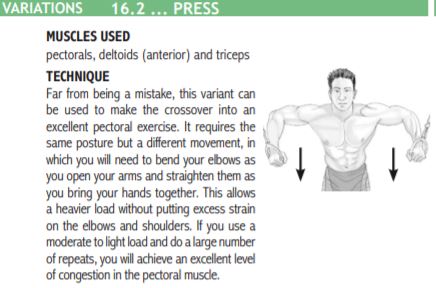 VARIATIONS 16.2 ... PRESS
MUSCLES USED
pectorals, deltoids (anterior) and triceps
TECHNIQUE
Far from being a mistake, this variant can
be used to make the crossover into an
excellent pectoral exercise. It requires the
same posture but a different movement, in
which you will need to bend your elbows as
you open your arms and straighten them as
you bring your hands together. This allows
a heavier load without putting excess strain
on the elbows and shoulders. If you use a
moderate to light load and do a large number
of repeats, you will achieve an excellent level
of congestion in the pectoral muscle.